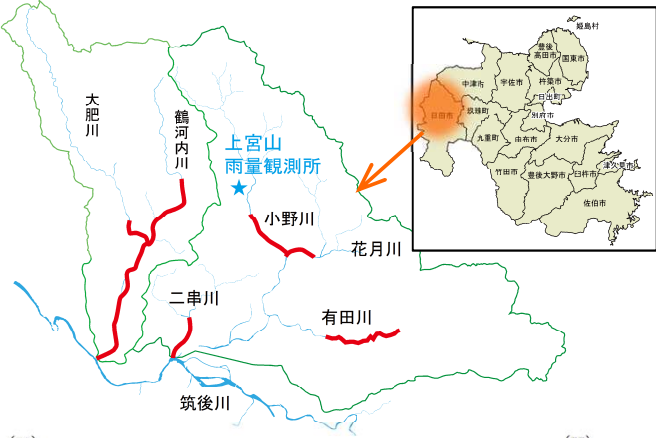 大肥川
鶴河内川
上宮山
雨量観測所
小野川
花月川
二串川
有田川
筑後川
姫島村
豊後
高田市
国東市
中津市
宇佐市
杵築市
日出町
日田市
玖珠町
別府市
九重町
由布市
大分市
津久見市
竹田市
豊後大野市
臼杵市
佐伯市